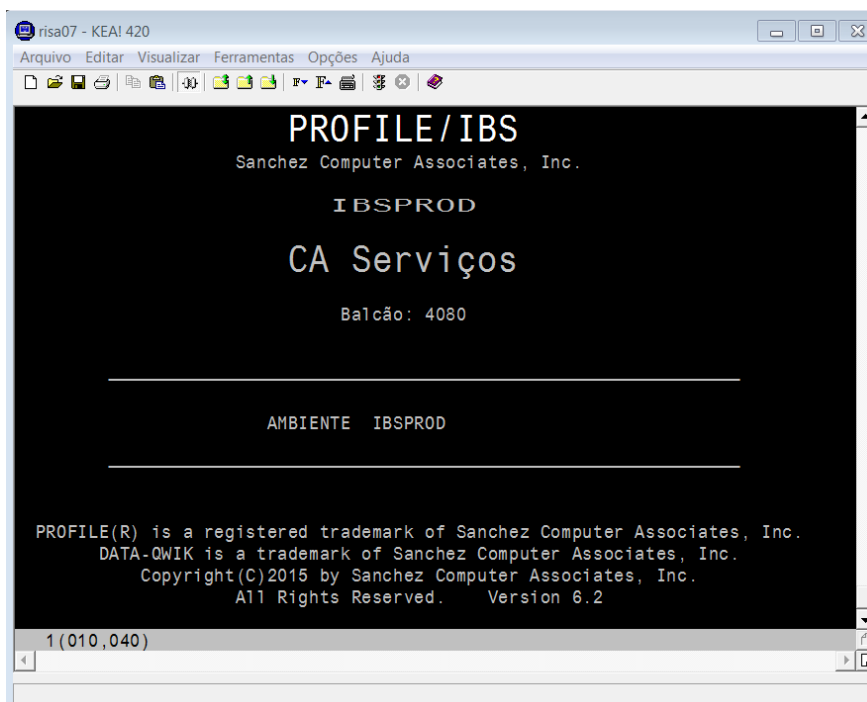 risa07 - KEA! 420
Arquivo Editar Visualizar Ferramentas Opções Ajuda
PROFILE/IBS
Sanchez Computer Associates, Inc.
IBSPROD
CA Serviços
Balcão: 4080
AMBIENTE IBSPROD
PROFILE(R) is a registered trademark of Sanchez Computer Associates, Inc.
DATA-QWIK is a trademark of Sanchez Computer Associates, Inc.
Copyright(C)2015 by Sanchez Computer Associates, Inc.
All Rights Reserved. Version 6.2
1(010,040)